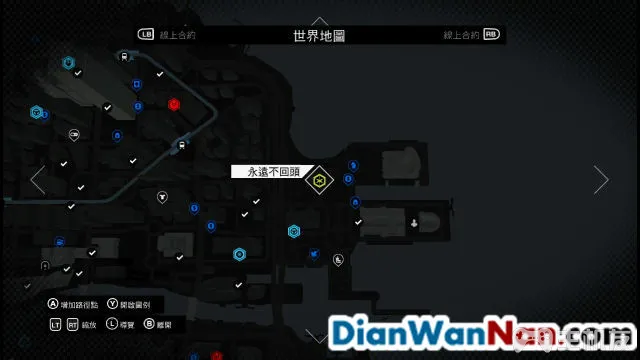 LB 線上合約 世界地圖 線上合約 RB
永遠不回頭
A 增加路徑點 Y 開啟圖例
LT RT 縮放 L 導覽 B 離開
DianWanNan.com